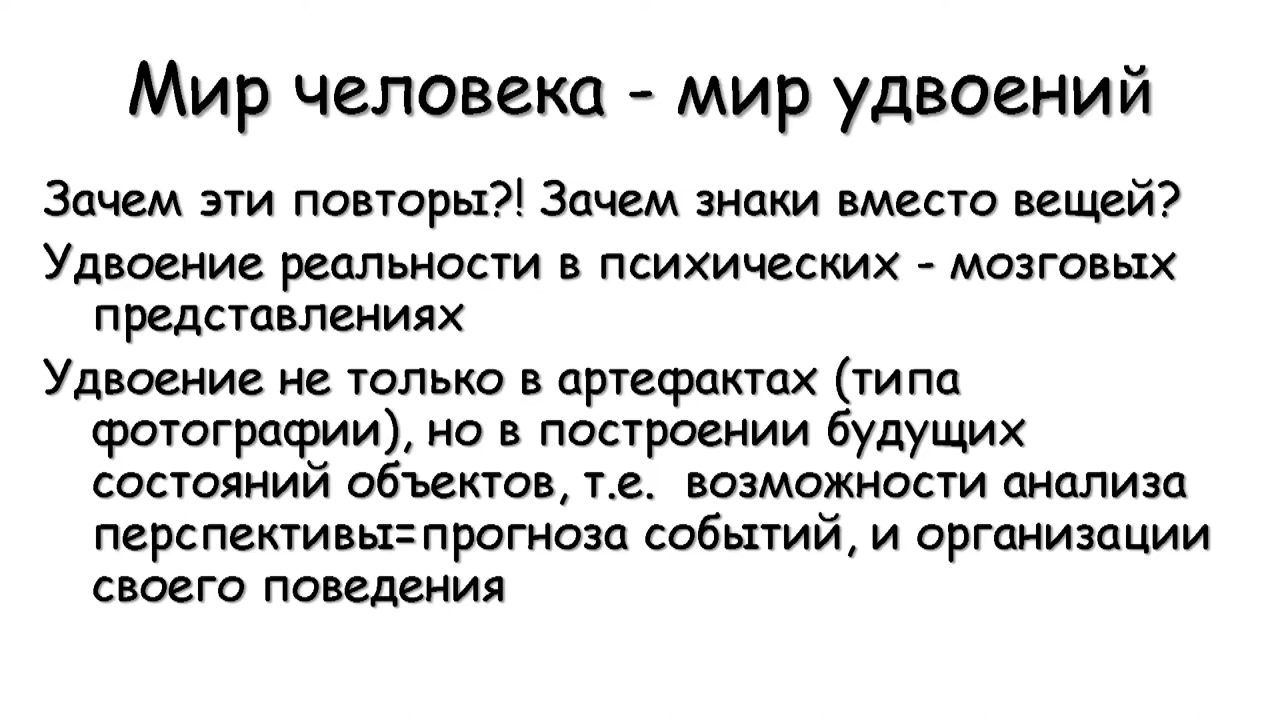 Мир человека - мир удвоений
Зачем эти повторы?! Зачем знаки вместо вещей?
Удвоение реальности в психических - мозговых
представлениях
Удвоение не только в артефактах (типа
фотографии), но в построении будущих
состояний объектов, т.е.  возможности анализа
перспективы=прогноза событий, и организации
своего поведения